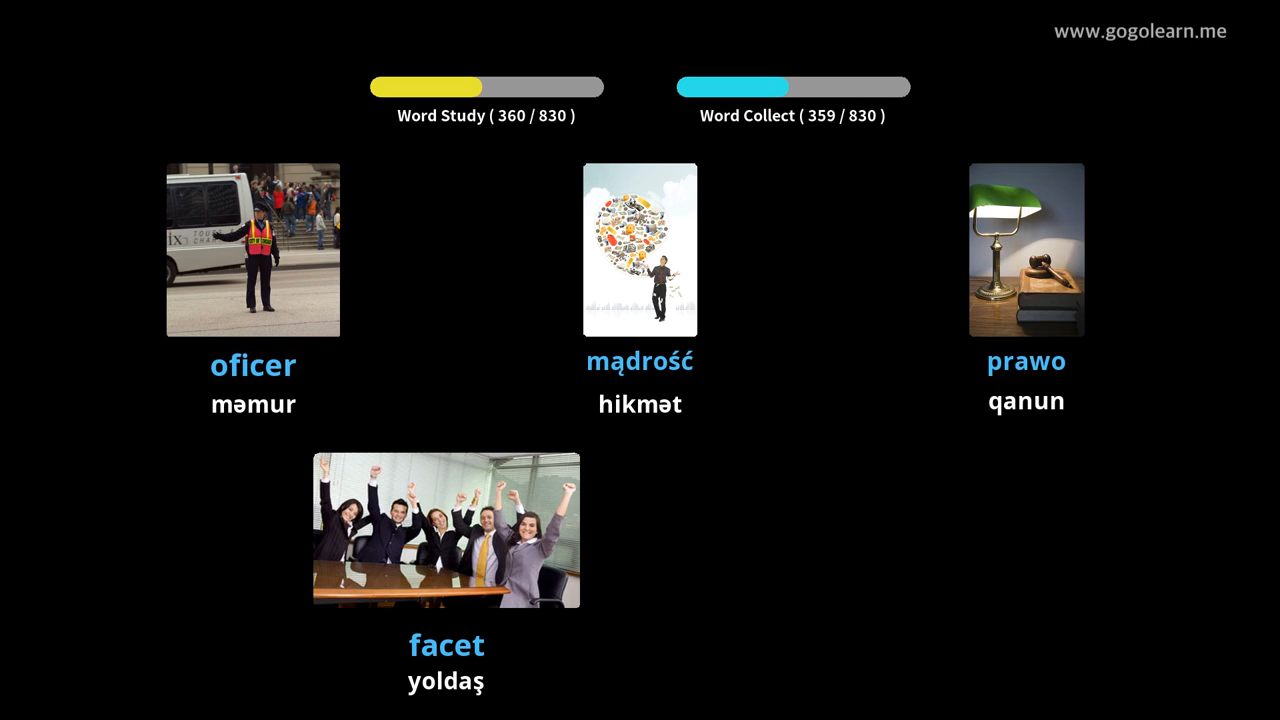 www.gogolearn.me
Word Study ( 360 / 830 )
Word Collect ( 359 / 830 )
oficer
mądrość
prawo
məmur
hikmət
qanun
facet
yoldaş